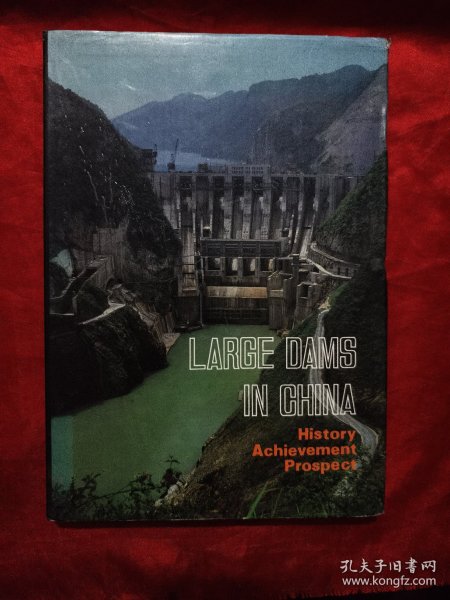 LARGE DAMS
IN CHINA
History
Achievement
Prospect
孔夫子旧书网
www.kongfz.com